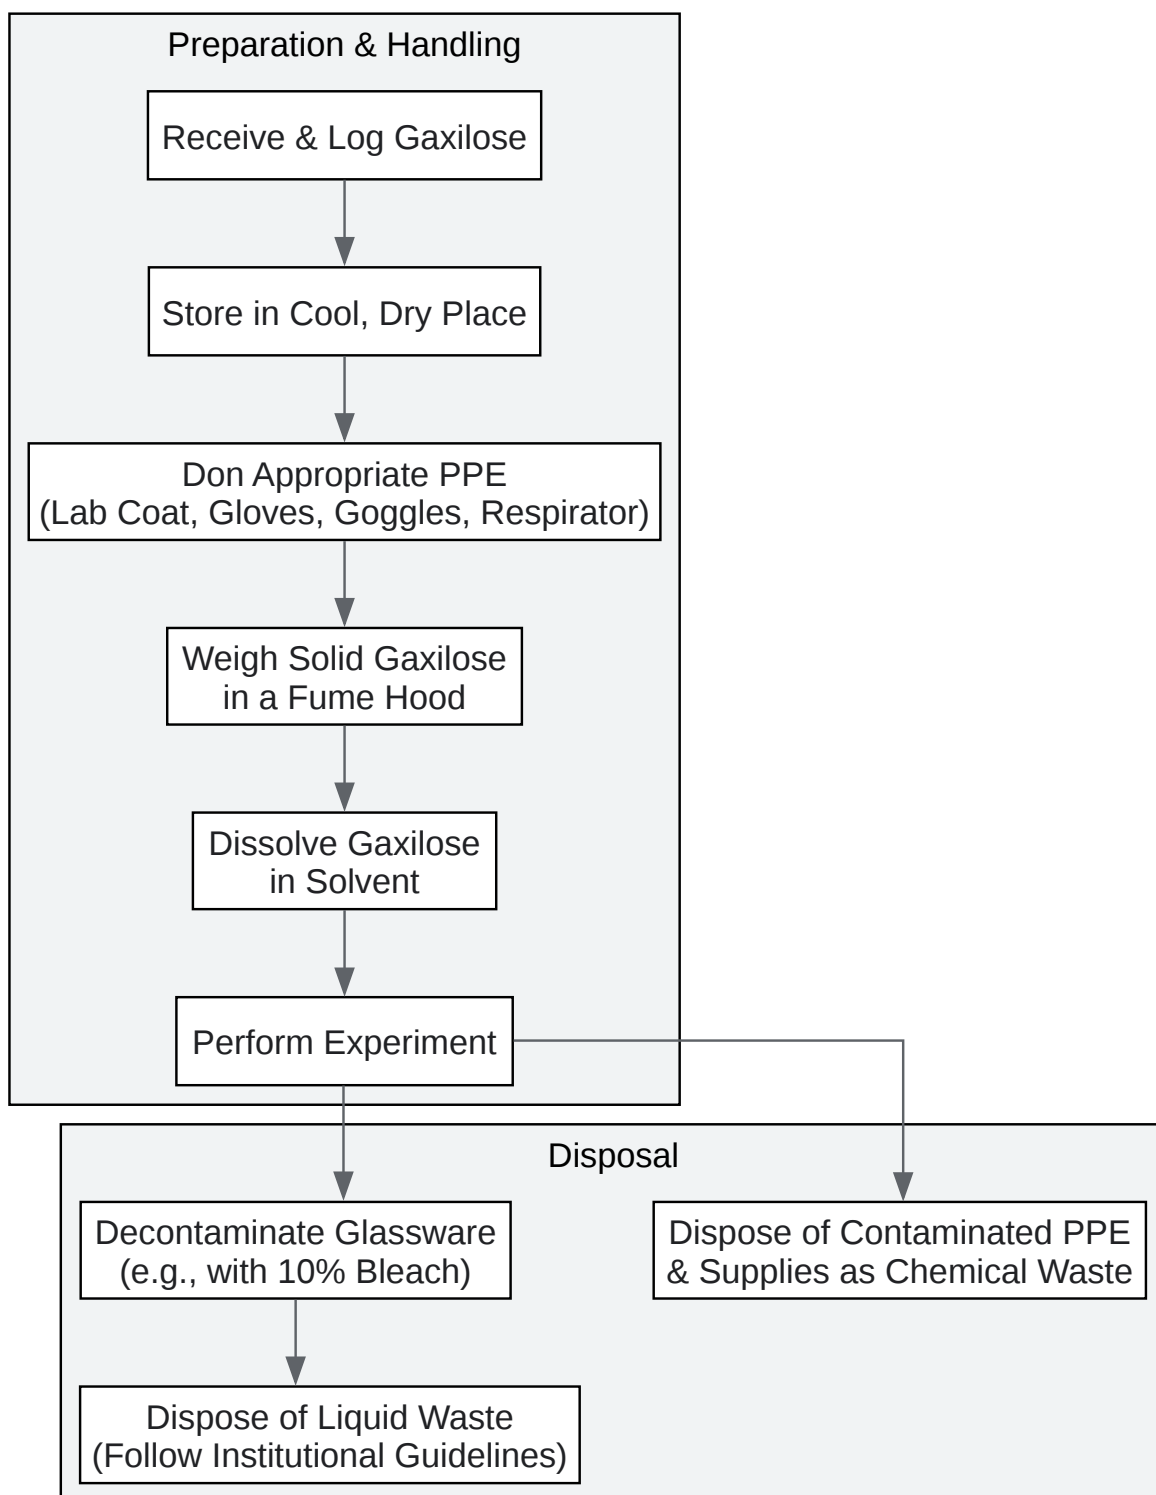 Preparation & Handling
Receive & Log Gaxilose
Store in Cool, Dry Place
Don Appropriate PPE
(Lab Coat, Gloves, Goggles, Respirator)
Weigh Solid Gaxilose
in a Fume Hood
Dissolve Gaxilose
in Solvent
Perform Experiment
Disposal
Decontaminate Glassware
(e.g., with 10% Bleach)
Dispose of Contaminated PPE
& Supplies as Chemical Waste
Dispose of Liquid Waste
(Follow Institutional Guidelines)